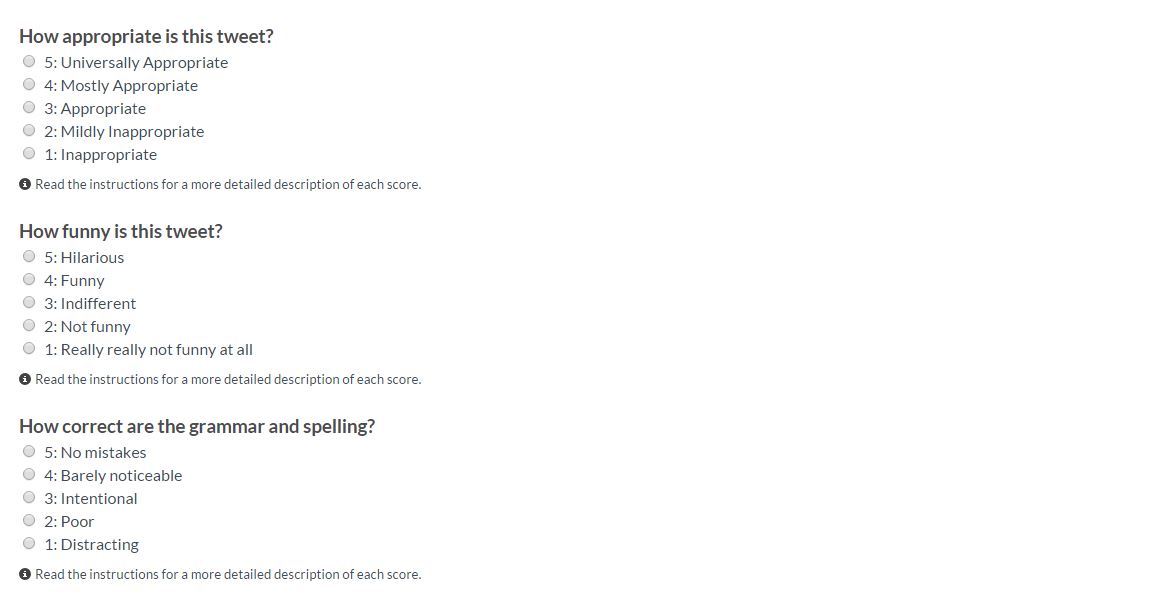 How appropriate is this tweet?
5: Universally Appropriate
4: Mostly Appropriate
3: Appropriate
2: Mildly Inappropriate
1: Inappropriate
Read the instructions for a more detailed description of each score.
How funny is this tweet?
5: Hilarious
4: Funny
3: Indifferent
2: Not funny
1: Really really not funny at all
Read the instructions for a more detailed description of each score.
How correct are the grammar and spelling?
5: No mistakes
4: Barely noticeable
3: Intentional
2: Poor
1: Distracting
Read the instructions for a more detailed description of each score.